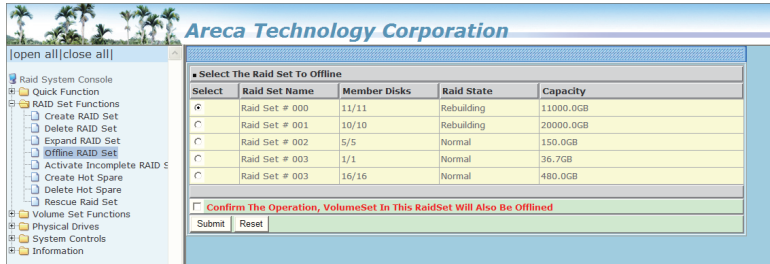 Areca Technology Corporation
|open all|close all|
Raid System Console
Quick Function
RAID Set Functions
Create RAID Set
Delete RAID Set
Expand RAID Set
Offline RAID Set
Activate Incomplete RAID S
Create Hot Spare
Delete Hot Spare
Rescue Raid Set
Volume Set Functions
Physical Drives
System Controls
Information
Select The Raid Set To Offline
Select Raid Set Name Member Disks Raid State Capacity
Raid Set # 000 11/11 Rebuilding 11000.0GB
Raid Set # 001 10/10 Rebuilding 20000.0GB
Raid Set # 002 5/5 Normal 150.0GB
Raid Set # 003 1/1 Normal 36.7GB
Raid Set # 003 16/16 Normal 480.0GB
Confirm The Operation, VolumeSet In This RaidSet Will Also Be Offlined
Submit Reset